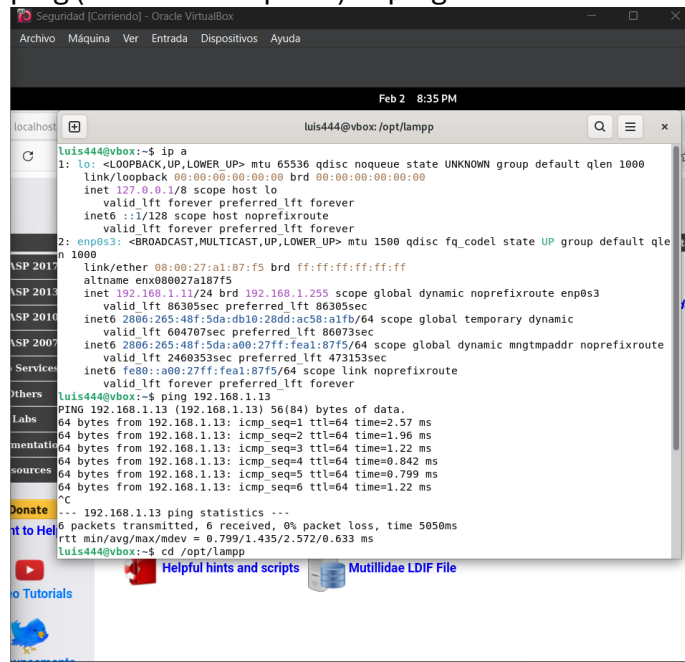 Seguridad [Corriendo] - Oracle VirtualBox
Archivo Máquina Ver Entrada Dispositivos Ayuda
Feb 2 8:35 PM
localhost
luis444@vbox: /opt/lampp
luis444@vbox:~$ ip a
1: lo: <LOOPBACK,UP,LOWER_UP> mtu 65536 qdisc noqueue state UNKNOWN group default qlen 1000
link/loopback 00:00:00:00:00:00 brd 00:00:00:00:00:00
inet 127.0.0.1/8 scope host lo
valid_lft forever preferred_lft forever
inet6 ::1/128 scope host noprefixroute
valid_lft forever preferred_lft forever
2: enp0s3: <BROADCAST,MULTICAST,UP,LOWER_UP> mtu 1500 qdisc fq_codel state UP group default qle
n 1000
link/ether 08:00:27:a1:87:f5 brd ff:ff:ff:ff:ff:ff
altname enx080027a187f5
inet 192.168.1.11/24 brd 192.168.1.255 scope global dynamic noprefixroute enp0s3
valid_lft 86305sec preferred_lft 86305sec
inet6 2806:265:48f:5da:db10:28dd:ac58:a1fb/64 scope global temporary dynamic
valid_lft 604707sec preferred_lft 86073sec
inet6 2806:265:48f:5da:a00:27ff:fea1:87f5/64 scope global dynamic mngtmpaddr noprefixroute
valid_lft 2460353sec preferred_lft 473153sec
inet6 fe80::a00:27ff:fea1:87f5/64 scope link noprefixroute
valid_lft forever preferred_lft forever
luis444@vbox:~$ ping 192.168.1.13
PING 192.168.1.13 (192.168.1.13) 56(84) bytes of data.
64 bytes from 192.168.1.13: icmp_seq=1 ttl=64 time=2.57 ms
64 bytes from 192.168.1.13: icmp_seq=2 ttl=64 time=1.96 ms
64 bytes from 192.168.1.13: icmp_seq=3 ttl=64 time=1.22 ms
64 bytes from 192.168.1.13: icmp_seq=4 ttl=64 time=0.842 ms
64 bytes from 192.168.1.13: icmp_seq=5 ttl=64 time=0.799 ms
64 bytes from 192.168.1.13: icmp_seq=6 ttl=64 time=1.22 ms
^C
--- 192.168.1.13 ping statistics ---
6 packets transmitted, 6 received, 0% packet loss, time 5050ms
rtt min/avg/max/mdev = 0.799/1.435/2.572/0.633 ms
luis444@vbox:~$ cd /opt/lampp
ASP 2017
ASP 2013
ASP 2010
ASP 2007
Services
Others
Labs
mentatio
sources
Donate
nt to Hel
eo Tutorials
Helpful hints and scripts
Mutillidae LDIF File